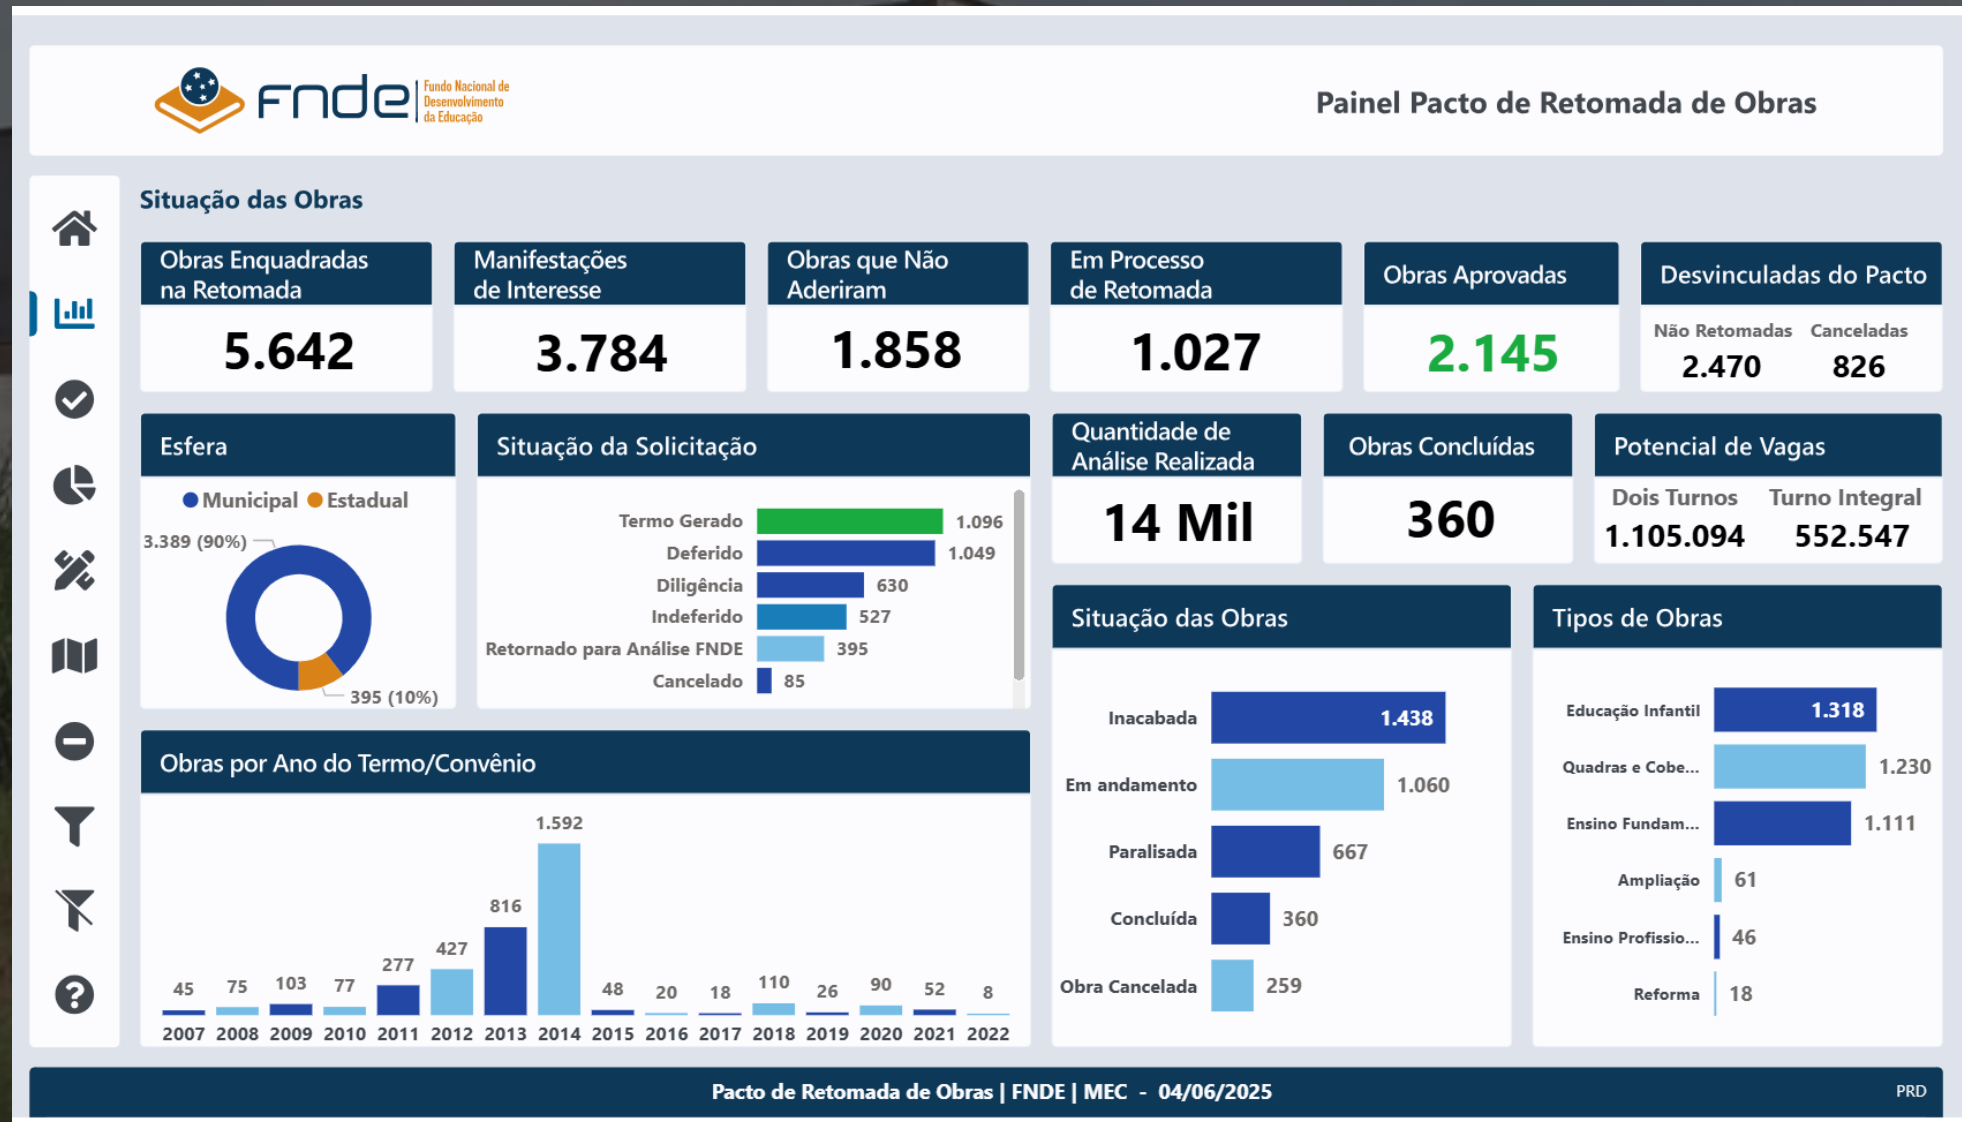 fnde
Fundo Nacional de
Desenvolvimento
da Educação
Painel Pacto de Retomada de Obras
Situação das Obras
Obras Enquadradas
na Retomada
5.642
Manifestações
de Interesse
3.784
Obras que Não
Aderiram
1.858
Em Processo
de Retomada
1.027
Obras Aprovadas
2.145
Desvinculadas do Pacto
Não Retomadas Canceladas
2.470 826
Esfera
Municipal Estadual
3.389 (90%)
395 (10%)
Situação da Solicitação
Termo Gerado 1.096
Deferido 1.049
Diligência 630
Indeferido 527
Retornado para Análise FNDE 395
Cancelado 85
Quantidade de
Análise Realizada
14 Mil
Obras Concluídas
360
Potencial de Vagas
Dois Turnos Turno Integral
1.105.094 552.547
Obras por Ano do Termo/Convênio
45 75 103 77 277 427 816 1.592 48 20 18 110 26 90 52 8
2007 2008 2009 2010 2011 2012 2013 2014 2015 2016 2017 2018 2019 2020 2021 2022
Situação das Obras
Inacabada 1.438
Em andamento 1.060
Paralisada 667
Concluída 360
Obra Cancelada 259
Tipos de Obras
Educação Infantil 1.318
Quadras e Cobe... 1.230
Ensino Fundam... 1.111
Ampliação 61
Ensino Profissio... 46
Reforma 18
Pacto de Retomada de Obras | FNDE | MEC - 04/06/2025
PRD